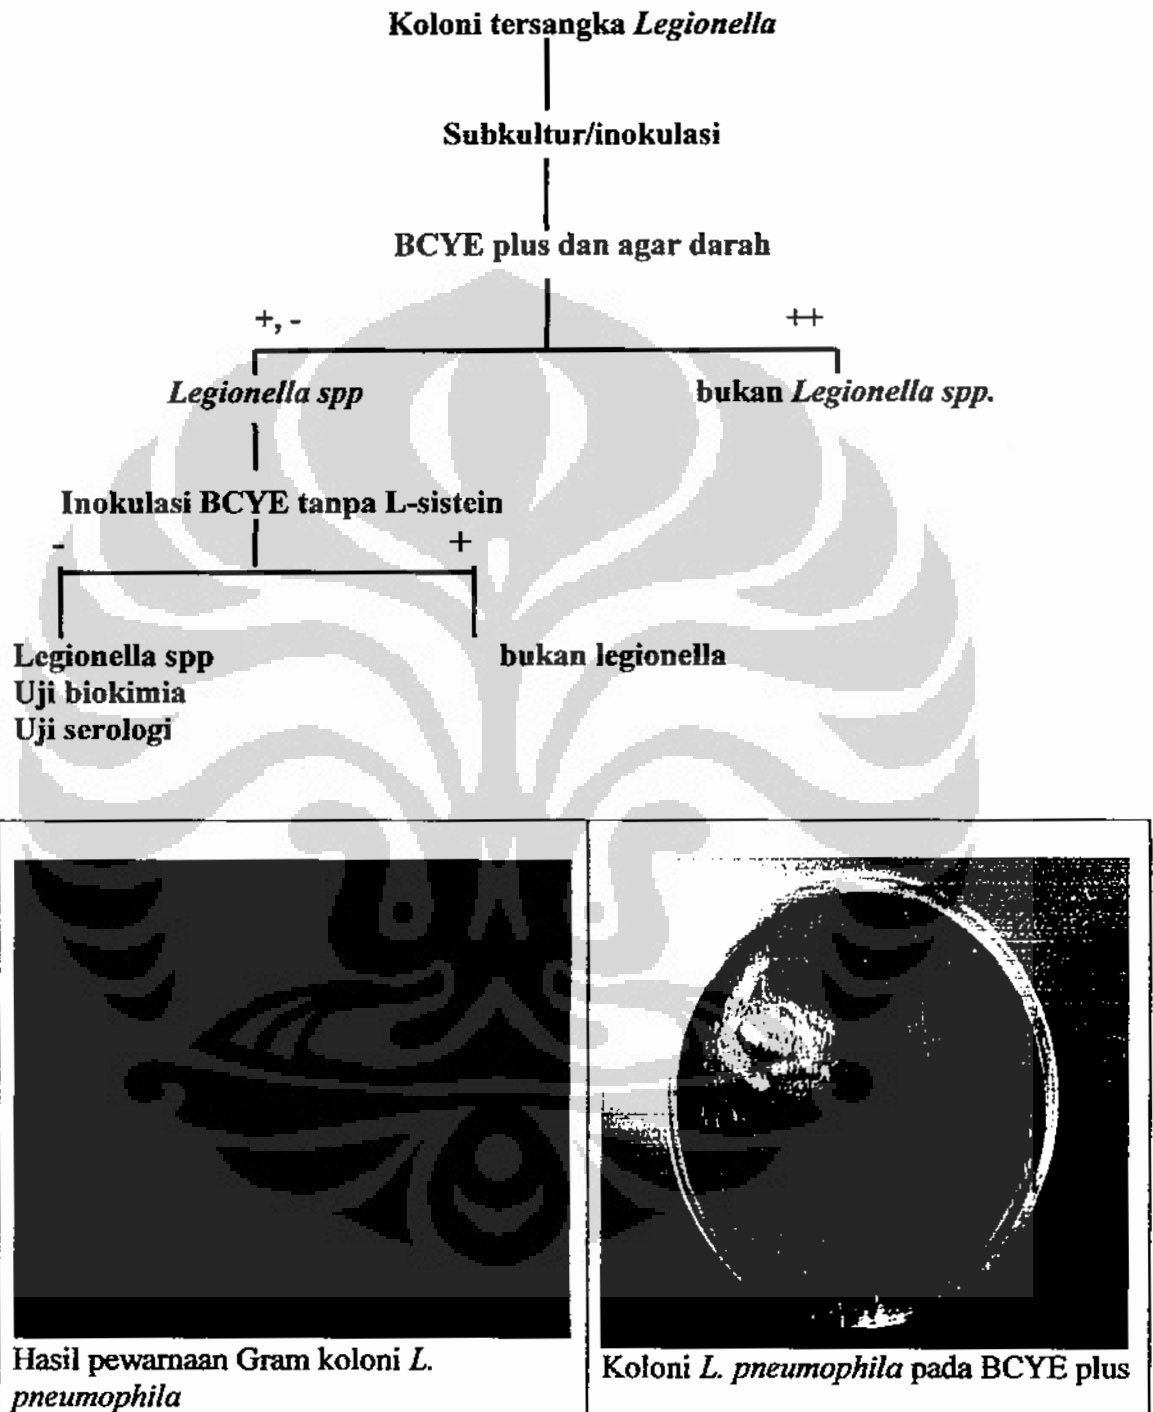 Koloni tersangka Legionella
Subkultur/inokulasi
BCYE plus dan agar darah
+, -
++
Legionella spp
bukan Legionella spp.
Inokulasi BCYE tanpa L-sistein
-
+
Legionella spp
Uji biokimia
Uji serologi
bukan legionella
Hasil pewarnaan Gram koloni L.
pneumophila
Koloni L. pneumophila pada BCYE plus